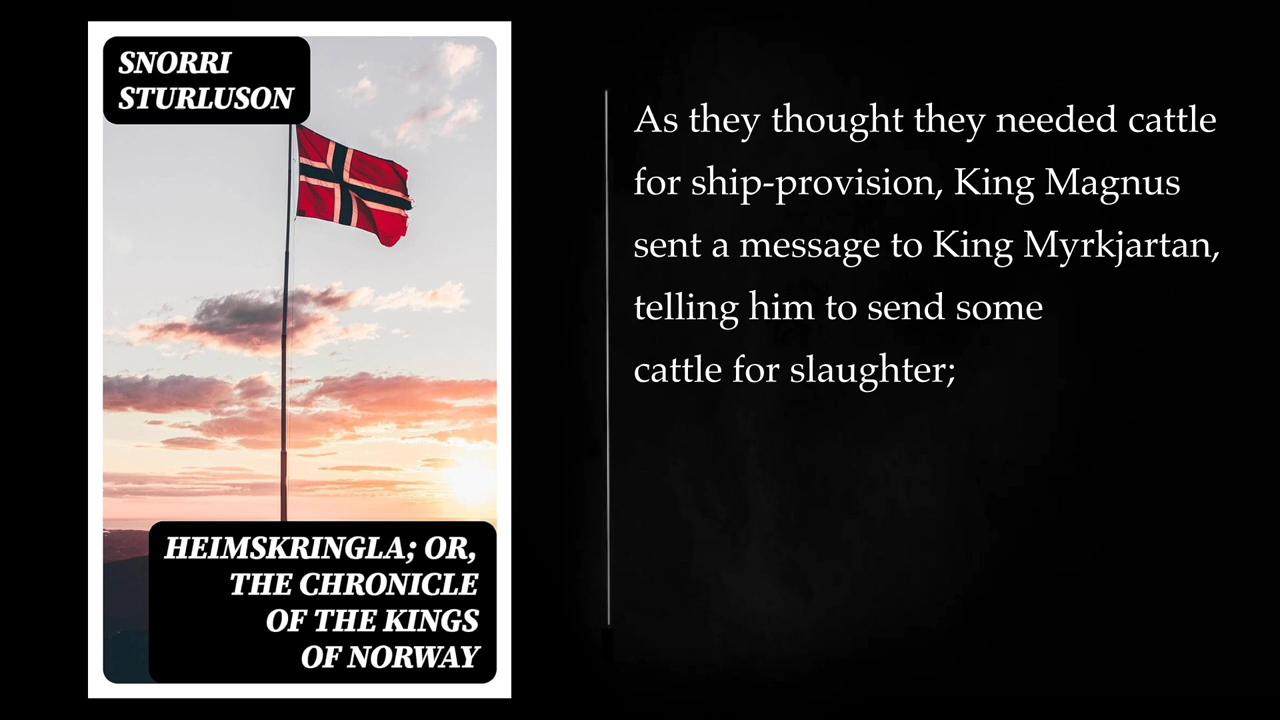 SNORRI
STURLUSON
HEIMSKRINGLA; OR,
THE CHRONICLE
OF THE KINGS
OF NORWAY
As they thought they needed cattle
for ship-provision, King Magnus
sent a message to King Myrkjartan,
telling him to send some
cattle for slaughter;